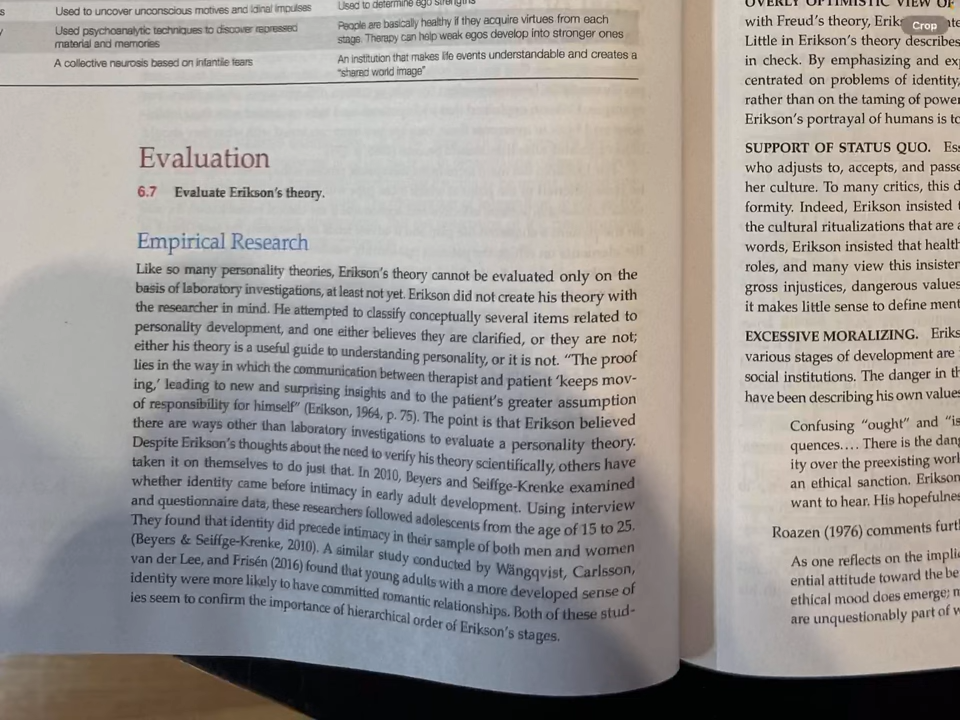 s
Used to uncover unconscious motives and ldinal impulses
Used to determine ego strengths
y
Used psychoanalytic techniques to discover repressed
material and memories
People are basically healthy if they acquire virtues from each
stage. Therapy can help weak egos develop into stronger ones
A collective neurosis based on infantile fears
An institution that makes life events understandable and creates a
"shared world image"
Evaluation
6.7 Evaluate Erikson's theory.
Empirical Research
Like so many personality theories, Erikson's theory cannot be evaluated only on the
basis of laboratory investigations, at least not yet. Erikson did not create his theory with
the researcher in mind. He attempted to classify conceptually several items related to
personality development, and one either believes they are clarified, or they are not;
either his theory is a useful guide to understanding personality, or it is not. "The proof
lies in the way in which the communication between therapist and patient 'keeps mov-
ing,' leading to new and surprising insights and to the patient's greater assumption
of responsibility for himself" (Erikson, 1964, p. 75). The point is that Erikson believed
there are ways other than laboratory investigations to evaluate a personality theory.
Despite Erikson's thoughts about the need to verify his theory scientifically, others have
taken it on themselves to do just that. In 2010, Beyers and Seiffge-Krenke examined
whether identity came before intimacy in early adult development. Using interview
and questionnaire data, these researchers followed adolescents from the age of 15 to 25.
They found that identity did precede intimacy in their sample of both men and women
(Beyers & Seiffge-Krenke, 2010). A similar study conducted by Wängqvist, Carlsson,
van der Lee, and Frisén (2016) found that young adults with a more developed sense of
identity were more likely to have committed romantic relationships. Both of these stud-
ies seem to confirm the importance of hierarchical order of Erikson's stages.
OVERLY OPTIMISTIC VIEW OF
with Freud's theory, Erik
Crop
Little in Erikson's theory describes
in check. By emphasizing and exp
centrated on problems of identity,
rather than on the taming of power
Erikson's portrayal of humans is to
SUPPORT OF STATUS QUO. Ess
who adjusts to, accepts, and passe
her culture. To many critics, this d
formity. Indeed, Erikson insisted t
the cultural ritualizations that are a
words, Erikson insisted that health
roles, and many view this insisten
gross injustices, dangerous values
it makes little sense to define ment
EXCESSIVE MORALIZING. Eriks
various stages of development are
social institutions. The danger in th
have been describing his own values
Confusing "ought" and "is
quences.... There is the dang
ity over the preexisting worl
an ethical sanction. Erikson
want to hear. His hopefulnes
Roazen (1976) comments furth
As one reflects on the implic
ential attitude toward the be
ethical mood does emerge; m
are unquestionably part of w